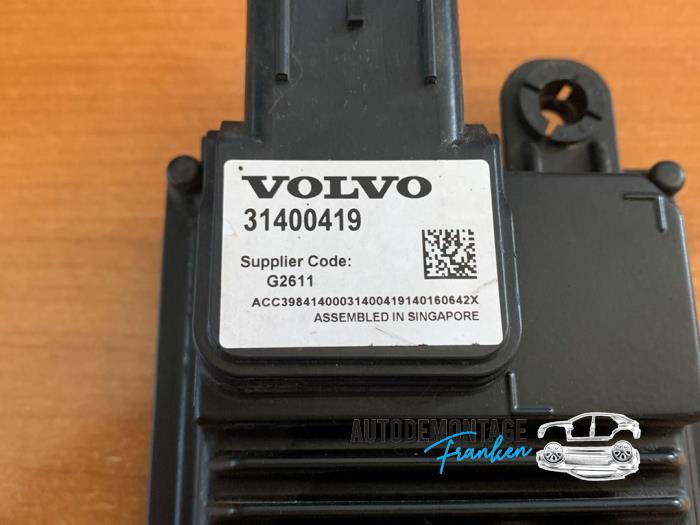 VOLVO
31400419
Supplier Code:
G2611
ACC39841400031400419140160642X
ASSEMBLED IN SINGAPORE
AUTODEMONTAGE
Franken